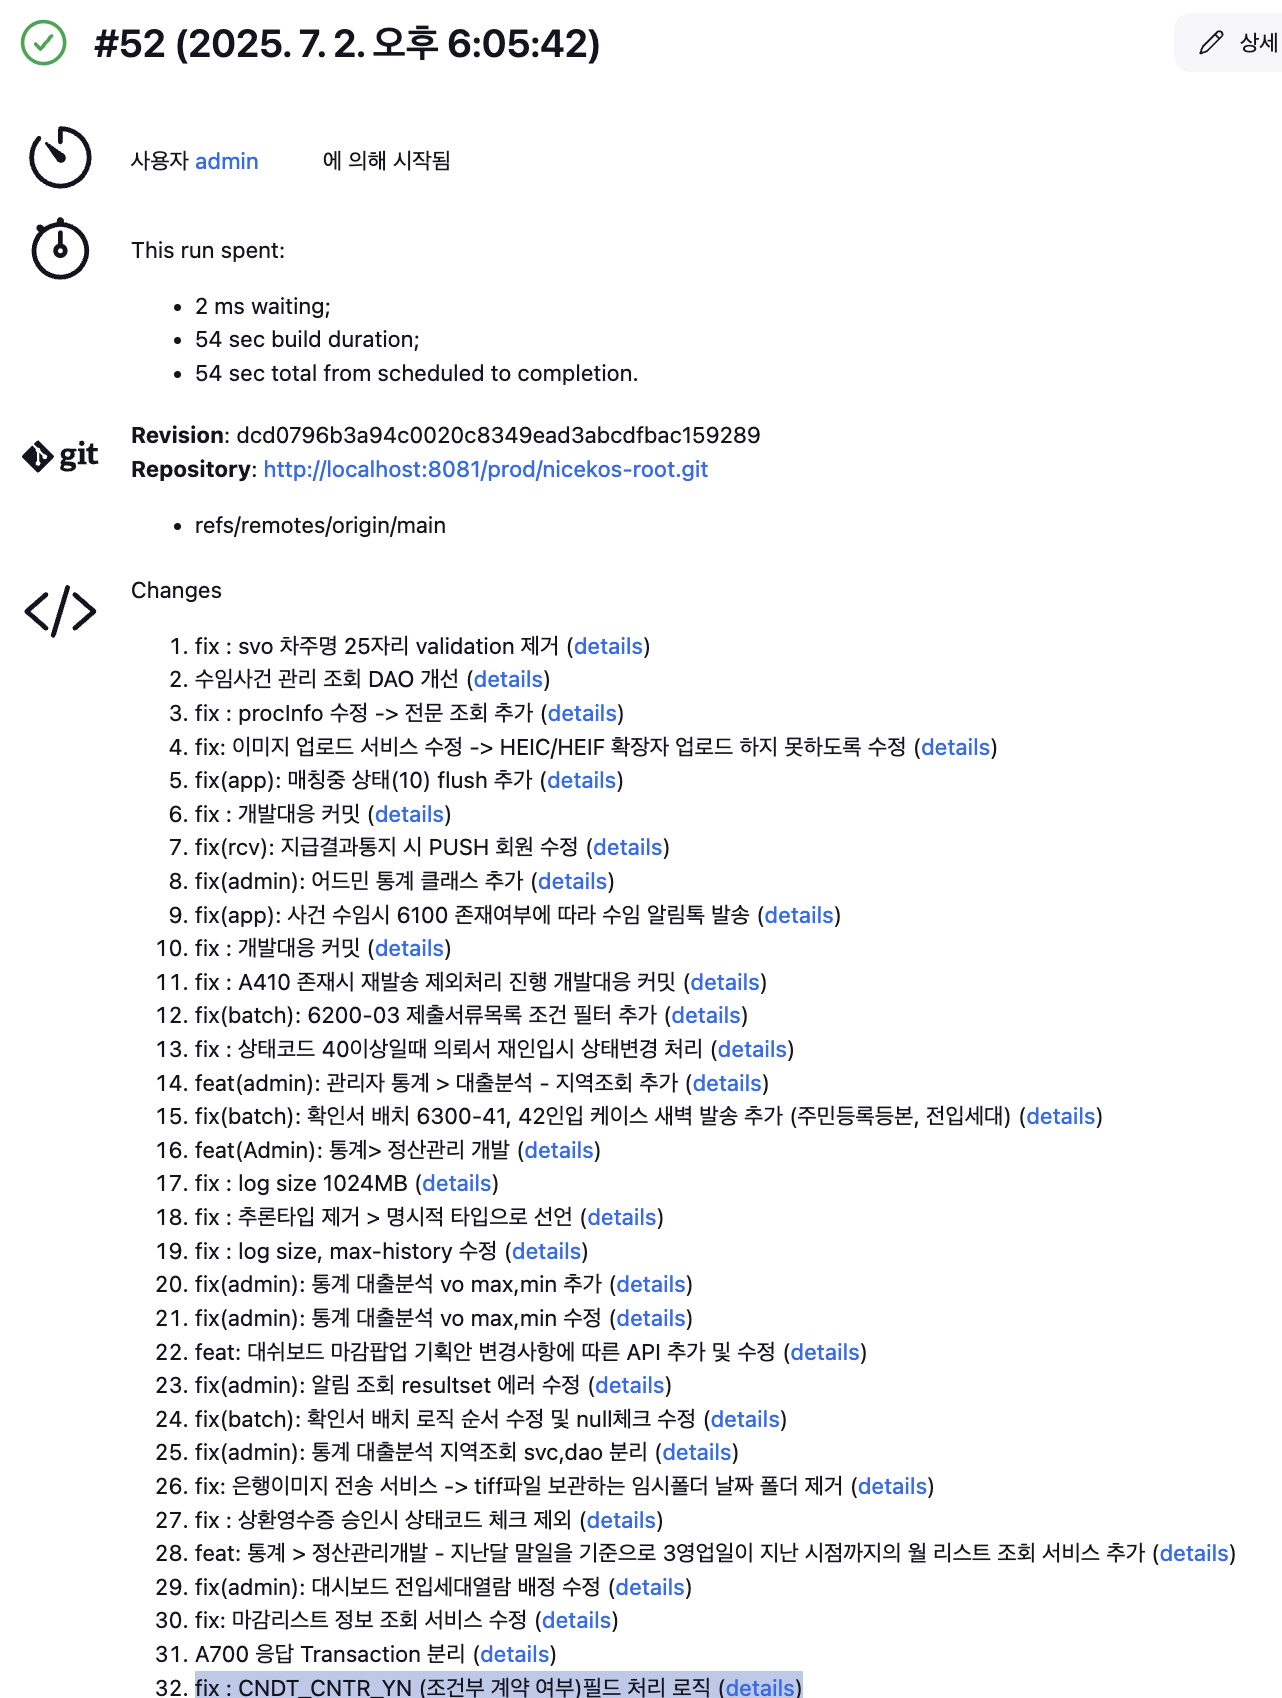 #52 (2025. 7. 2. 오후 6:05:42)
상세
사용자 admin 에 의해 시작됨
This run spent:
• 2 ms waiting;
• 54 sec build duration;
• 54 sec total from scheduled to completion.
git
Revision: dcd0796b3a94c0020c8349ead3abcdfbac159289
Repository: http://localhost:8081/prod/nicekos-root.git
• refs/remotes/origin/main
Changes
1. fix : svo 차주명 25자리 validation 제거 (details)
2. 수임사건 관리 조회 DAO 개선 (details)
3. fix : procInfo 수정 -> 전문 조회 추가 (details)
4. fix: 이미지 업로드 서비스 수정 -> HEIC/HEIF 확장자 업로드 하지 못하도록 수정 (details)
5. fix(app): 매칭중 상태(10) flush 추가 (details)
6. fix : 개발대응 커밋 (details)
7. fix(rcv): 지급결과통지 시 PUSH 회원 수정 (details)
8. fix(admin): 어드민 통계 클래스 추가 (details)
9. fix(app): 사건 수임시 6100 존재여부에 따라 수임 알림톡 발송 (details)
10. fix : 개발대응 커밋 (details)
11. fix : A410 존재시 재발송 제외처리 진행 개발대응 커밋 (details)
12. fix(batch): 6200-03 제출서류목록 조건 필터 추가 (details)
13. fix : 상태코드 40이상일때 의뢰서 재인입시 상태변경 처리 (details)
14. feat(admin): 관리자 통계 > 대출분석 - 지역조회 추가 (details)
15. fix(batch): 확인서 배치 6300-41, 42인입 케이스 새벽 발송 추가 (주민등록등본, 전입세대) (details)
16. feat(Admin): 통계> 정산관리 개발 (details)
17. fix : log size 1024MB (details)
18. fix : 추론타입 제거 > 명시적 타입으로 선언 (details)
19. fix : log size, max-history 수정 (details)
20. fix(admin): 통계 대출분석 vo max,min 추가 (details)
21. fix(admin): 통계 대출분석 vo max,min 수정 (details)
22. feat: 대쉬보드 마감팝업 기획안 변경사항에 따른 API 추가 및 수정 (details)
23. fix(admin): 알림 조회 resultset 에러 수정 (details)
24. fix(batch): 확인서 배치 로직 순서 수정 및 null체크 수정 (details)
25. fix(admin): 통계 대출분석 지역조회 svc,dao 분리 (details)
26. fix: 은행이미지 전송 서비스 -> tiff파일 보관하는 임시폴더 날짜 폴더 제거 (details)
27. fix : 상환영수증 승인시 상태코드 체크 제외 (details)
28. feat: 통계 > 정산관리개발 - 지난달 말일을 기준으로 3영업일이 지난 시점까지의 월 리스트 조회 서비스 추가 (details)
29. fix(admin): 대시보드 전입세대열람 배정 수정 (details)
30. fix: 마감리스트 정보 조회 서비스 수정 (details)
31. A700 응답 Transaction 분리 (details)
32. fix : CNDT_CNTR_YN (조건부 계약 여부)필드 처리 로직 (details)